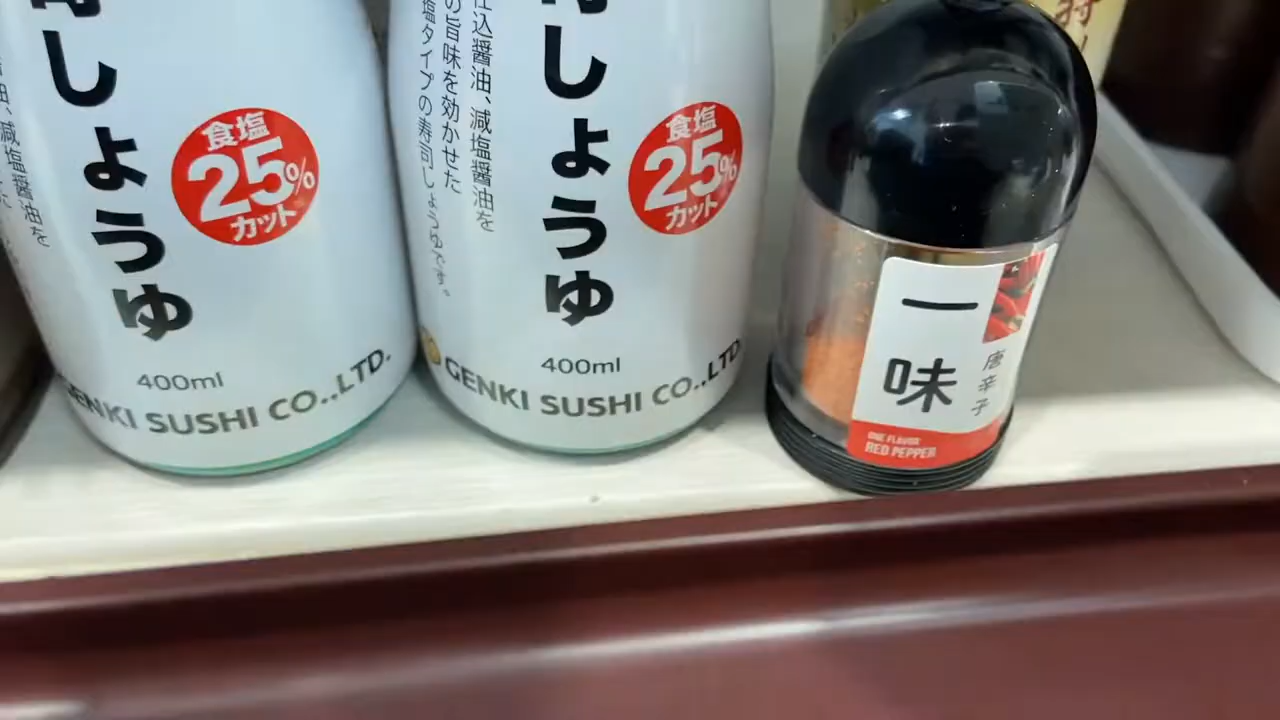 しょうゆ
油、減塩醤油を
食塩
25%
カット
400ml
GENKI SUSHI CO.,LTD.
しょうゆ
仕込醤油、減塩醤油を
の旨味を効かせた
塩タイプの寿司しょうゆです。
食塩
25%
カット
400ml
GENKI SUSHI CO.,LTD.
一味
唐辛子
ONE FLAVOR
RED PEPPER